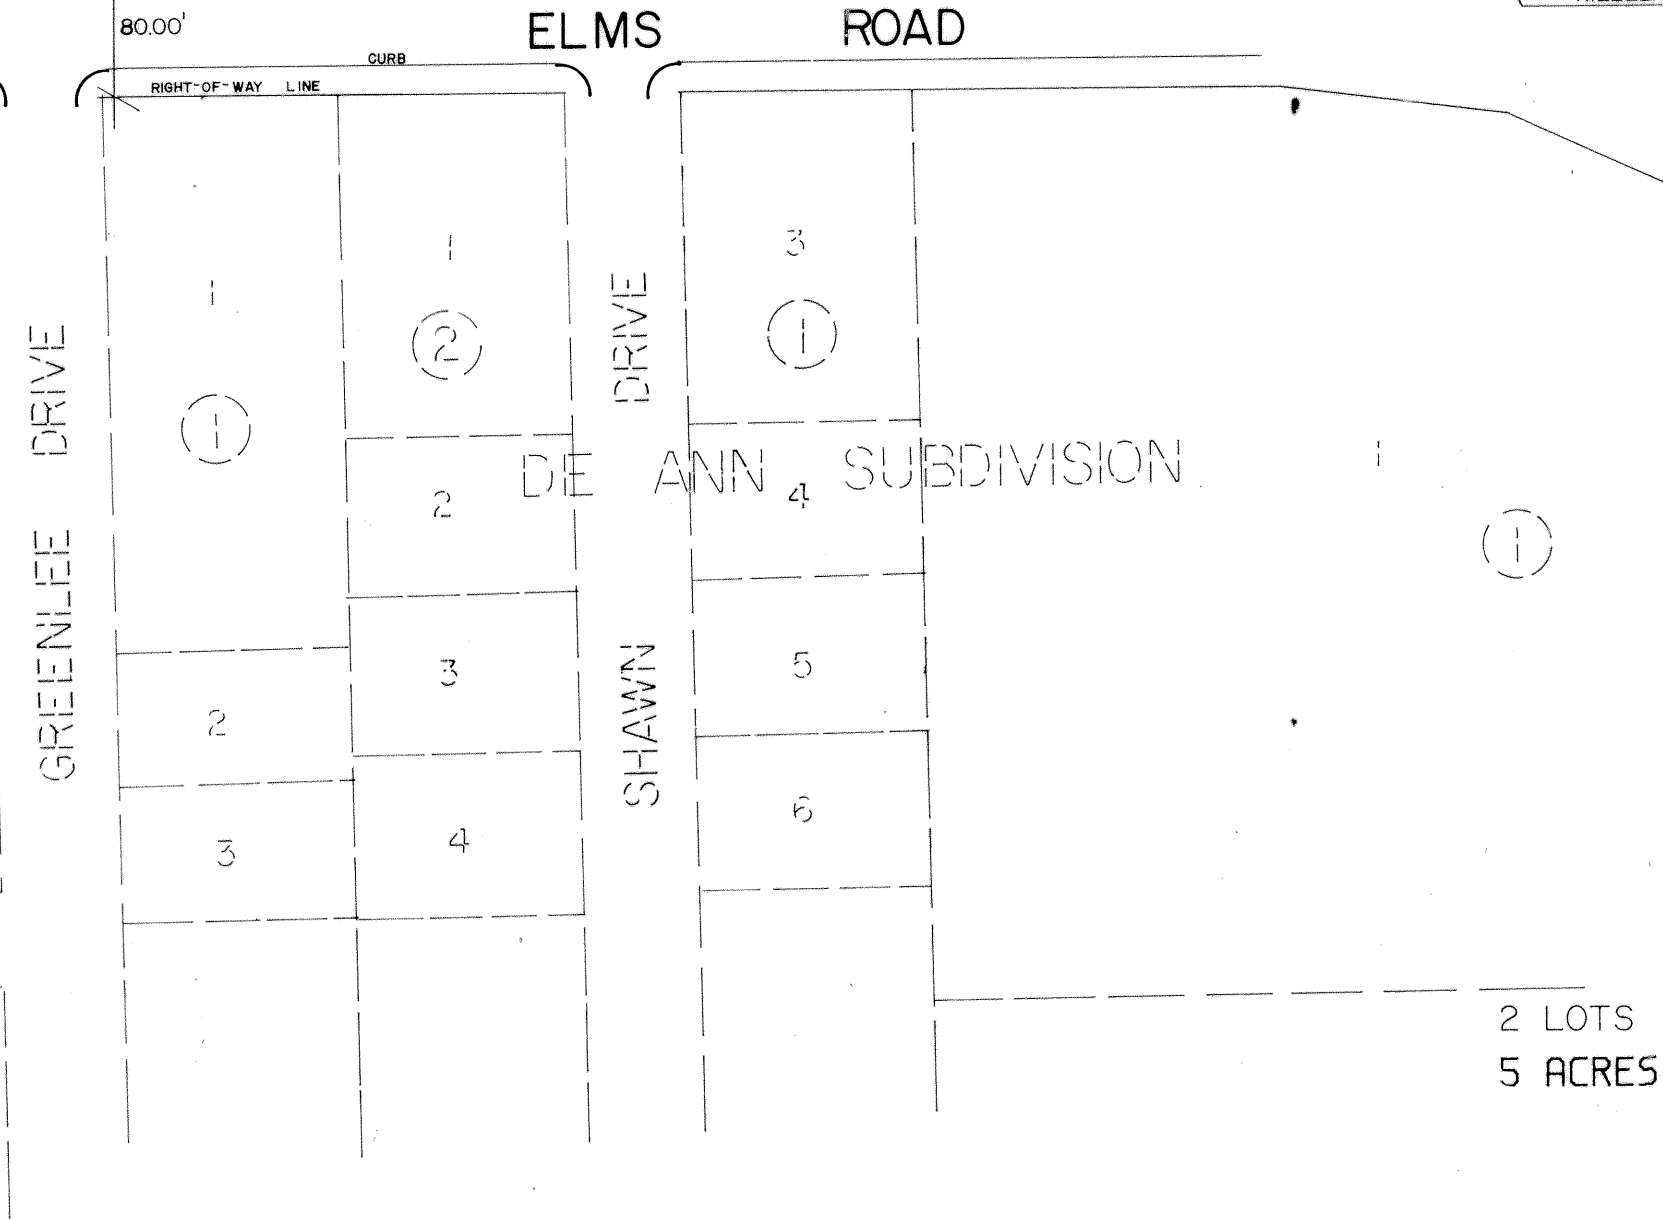 80.00'
ELMS ROAD
CURB
RIGHT-OF-WAY LINE
1
1
2
1
3
1
GREENLEE DRIVE
SHAWN DRIVE
DE ANN SUBDIVISION
2
4
1
1
3
5
2
6
3
4
2 LOTS
5 ACRES